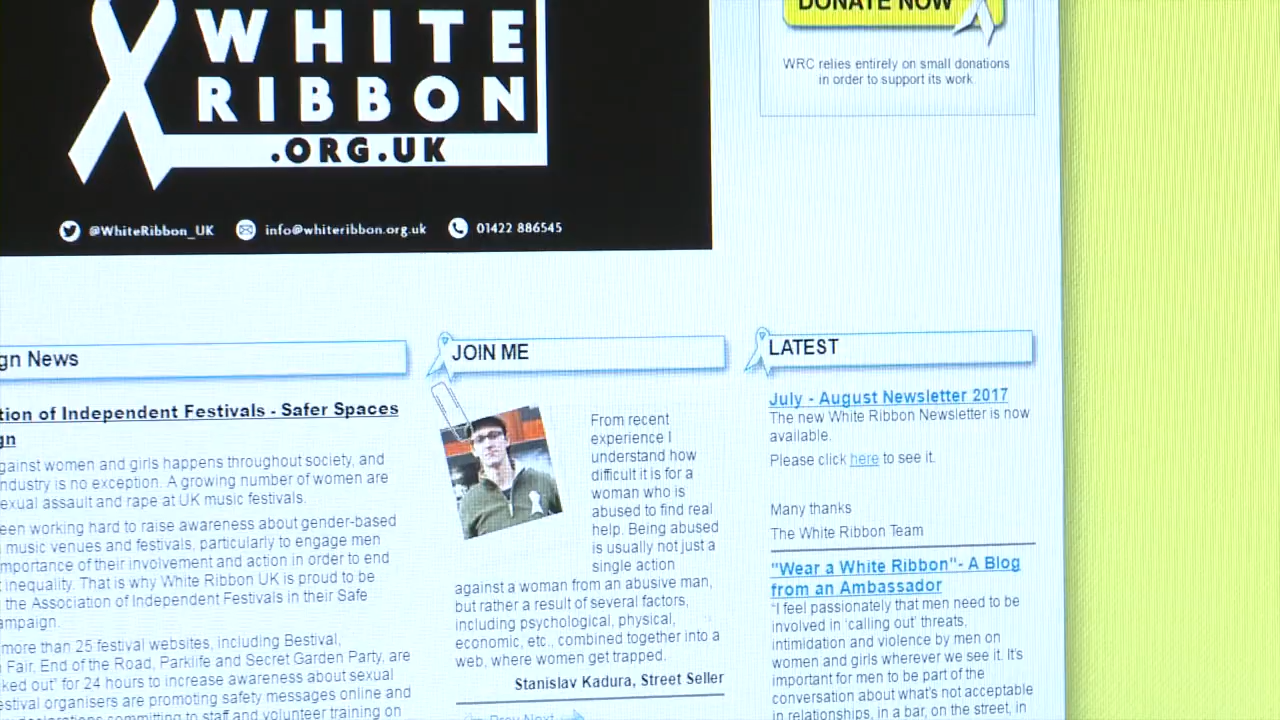 WHITE
RIBBON
.ORG.UK
@WhiteRibbon_UK info@whiteribbon.org.uk 01422 886545
DONATE NOW
WRC relies entirely on small donations
in order to support its work.
gn News
tion of Independent Festivals - Safer Spaces
gn
gainst women and girls happens throughout society, and
ndustry is no exception. A growing number of women are
exual assault and rape at UK music festivals.
een working hard to raise awareness about gender-based
music venues and festivals, particularly to engage men
mportance of their involvement and action in order to end
inequality. That is why White Ribbon UK is proud to be
the Association of Independent Festivals in their Safe
ampaign.
more than 25 festival websites, including Bestival,
Fair, End of the Road, Parklife and Secret Garden Party, are
ked out" for 24 hours to increase awareness about sexual
estival organisers are promoting safety messages online and
declarations committing to staff and volunteer training on
JOIN ME
From recent
experience I
understand how
difficult it is for a
woman who is
abused to find real
help. Being abused
is usually not just a
single action
against a woman from an abusive man,
but rather a result of several factors,
including psychological, physical,
economic, etc., combined together into a
web, where women get trapped.
Stanislav Kadura, Street Seller
Prev Next
LATEST
July - August Newsletter 2017
The new White Ribbon Newsletter is now
available.
Please click here to see it.
Many thanks
The White Ribbon Team
"Wear a White Ribbon"- A Blog
from an Ambassador
"I feel passionately that men need to be
involved in 'calling out' threats,
intimidation and violence by men on
women and girls wherever we see it. It's
important for men to be part of the
conversation about what's not acceptable
in relationships, in a bar, on the street, in